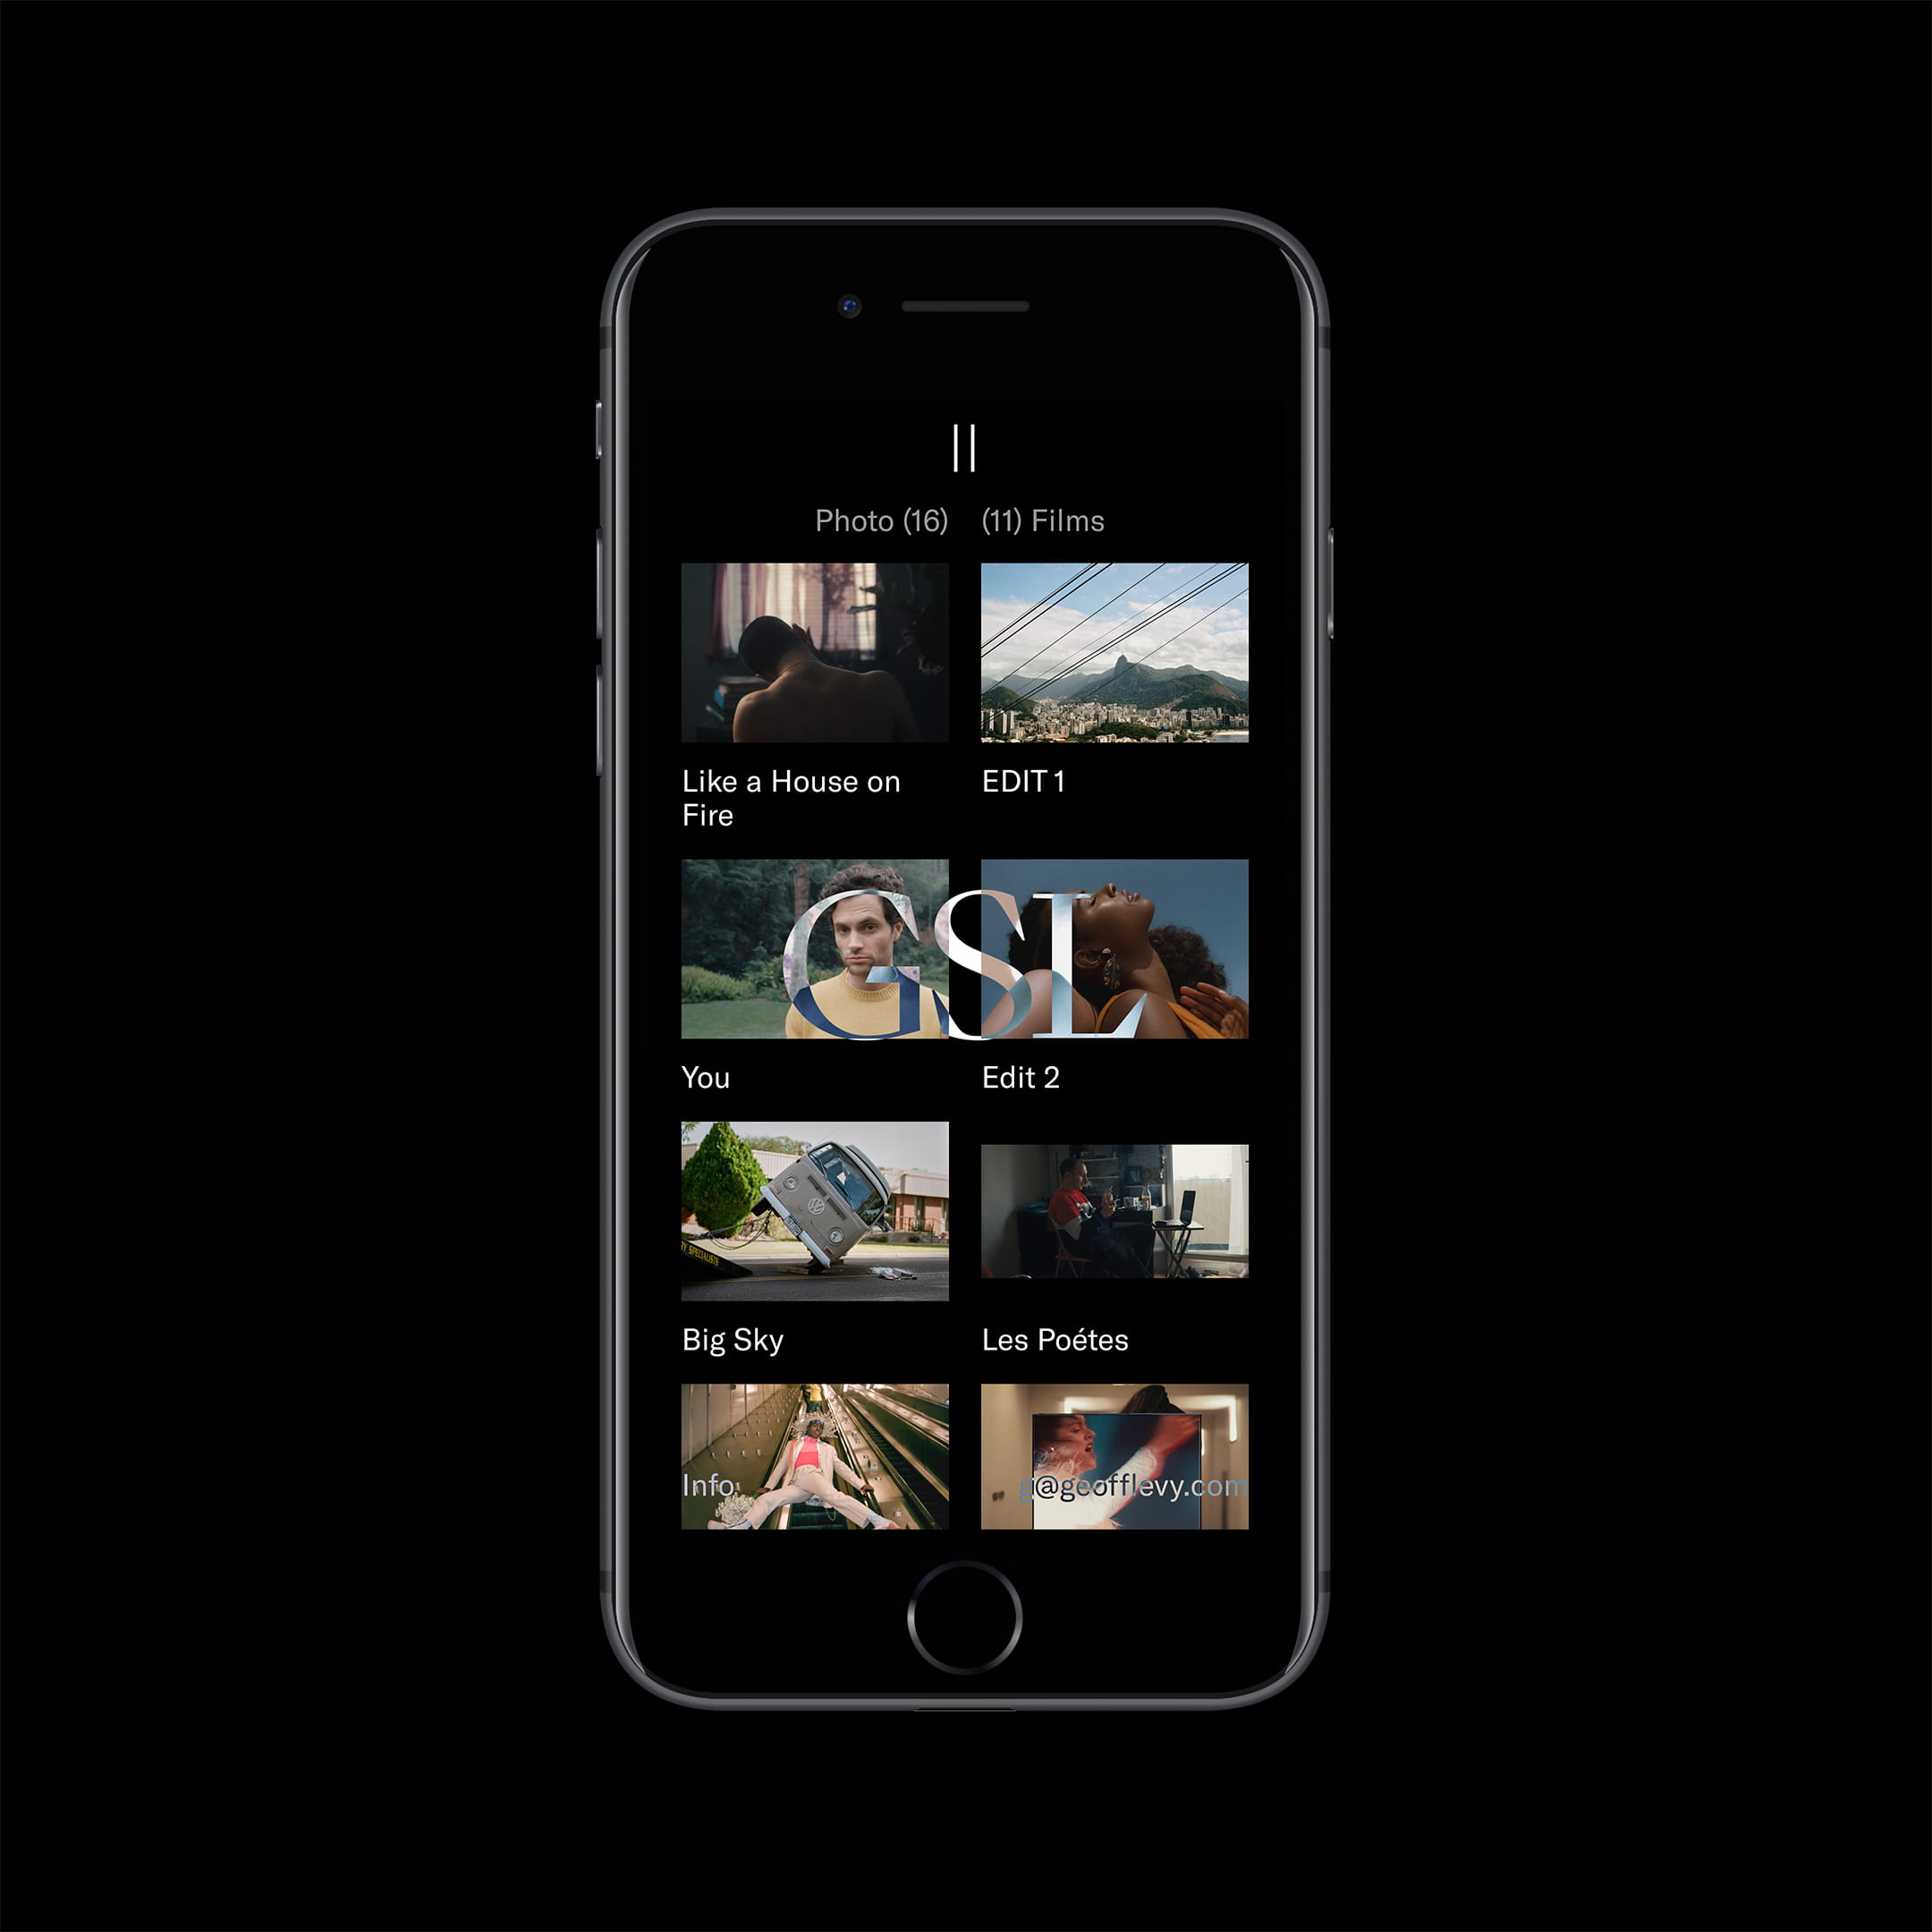 Photo (16) (11) Films
Like a House on
Fire
EDIT 1
GSL
You
Edit 2
Big Sky
Les Poétes
Info
g@geofflevy.com